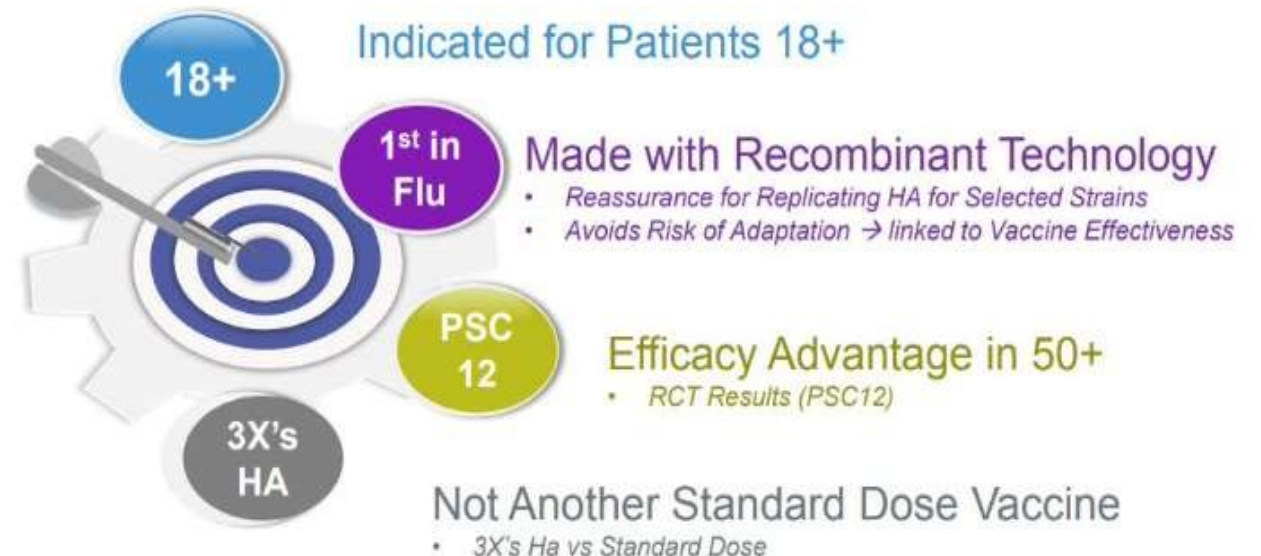 18+
Indicated for Patients 18+
1st in
Flu
Made with Recombinant Technology
• Reassurance for Replicating HA for Selected Strains
• Avoids Risk of Adaptation → linked to Vaccine Effectiveness
PSC
12
Efficacy Advantage in 50+
• RCT Results (PSC12)
3X's
HA
Not Another Standard Dose Vaccine
• 3X's Ha vs Standard Dose